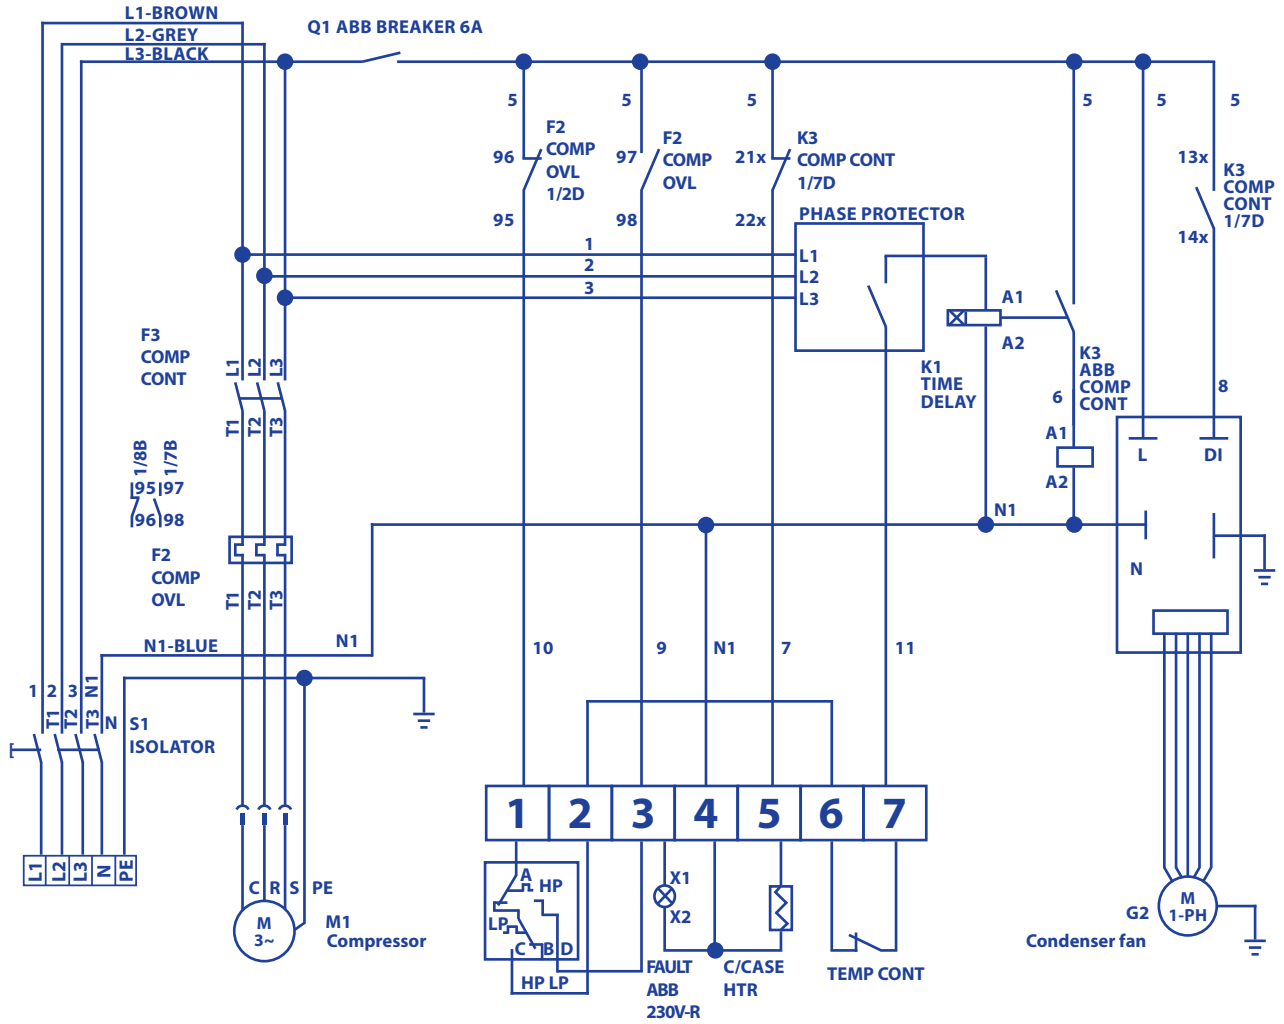 L1-BROWN
L2-GREY
L3-BLACK
Q1 ABB BREAKER 6A
5
5
5
5
5
5
96
F2
COMP
OVL
1/2D
95
97
F2
COMP
OVL
98
21x
K3
COMP CONT
1/7D
22x
13x
K3
COMP
CONT
1/7D
14x
PHASE PROTECTOR
1
2
3
L1
L2
L3
A1
A2
K1
TIME
DELAY
K3
ABB
COMP
CONT
6
8
A1
A2
L
DI
N
N1
F3
COMP
CONT
L1
L2
L3
T1
T2
T3
1/8B
1/7B
95
97
96
98
F2
COMP
OVL
T1
T2
T3
N1-BLUE
N1
10
9
N1
7
11
1
2
3
N1
T1
T2
T3
N
S1
ISOLATOR
1
2
3
4
5
6
7
L1
L2
L3
N
PE
C
R
S
PE
M
3~
M1
Compressor
A
HP
LP
C
B
D
HP LP
X1
X2
FAULT
ABB
230V-R
C/CASE
HTR
TEMP CONT
G2
M
1-PH
Condenser fan